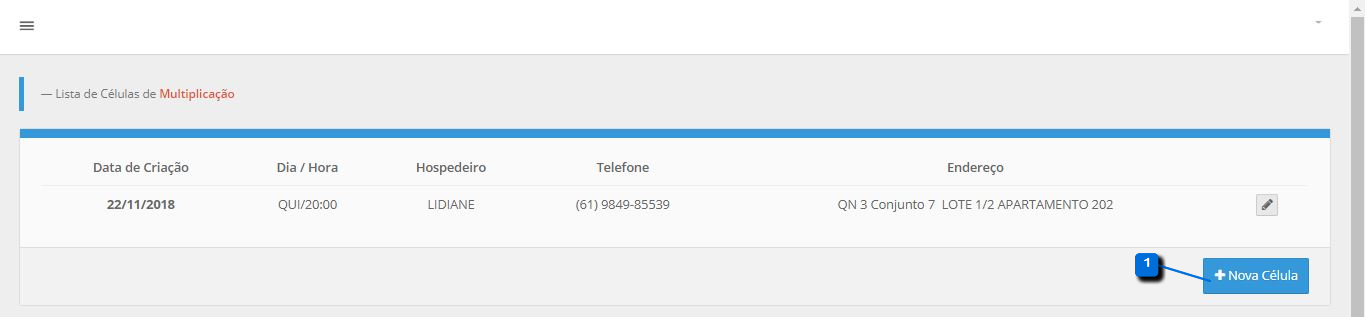 — Lista de Células de Multiplicação
Data de Criação Dia / Hora Hospedeiro Telefone Endereço
22/11/2018 QUI/20:00 LIDIANE (61) 9849-85539 QN 3 Conjunto 7 LOTE 1/2 APARTAMENTO 202
1
Nova Célula